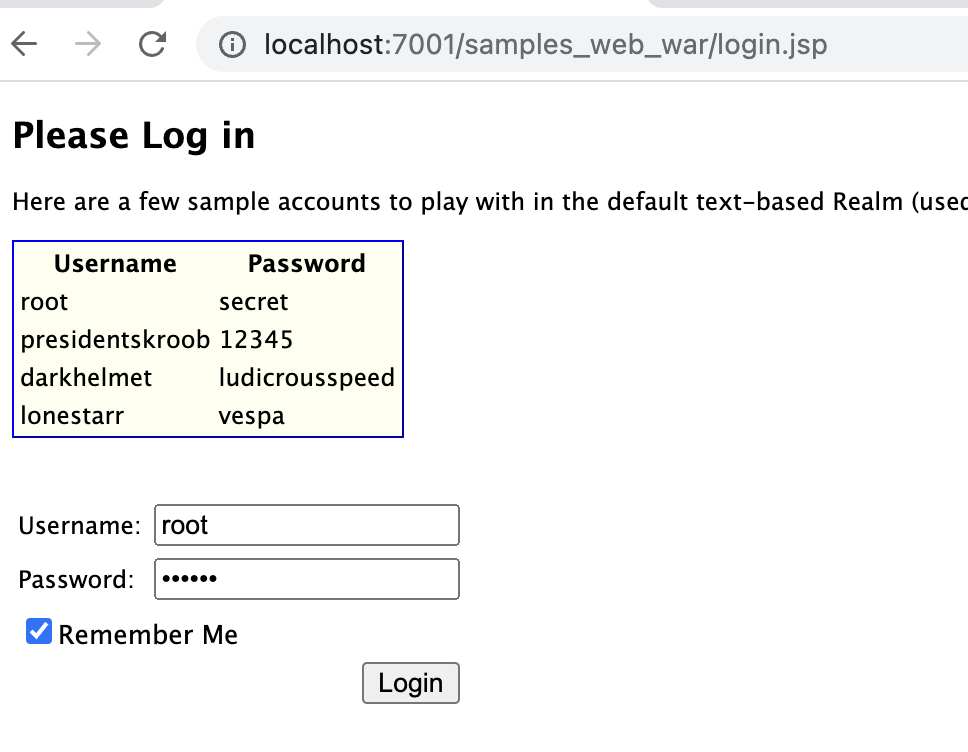 localhost:7001/samples_web_war/login.jsp
Please Log in
Here are a few sample accounts to play with in the default text-based Realm (used
Username Password
root secret
presidentskroob 12345
darkhelmet ludicrousspeed
lonestarr vespa
Username: root
Password: ••••••
Remember Me
Login